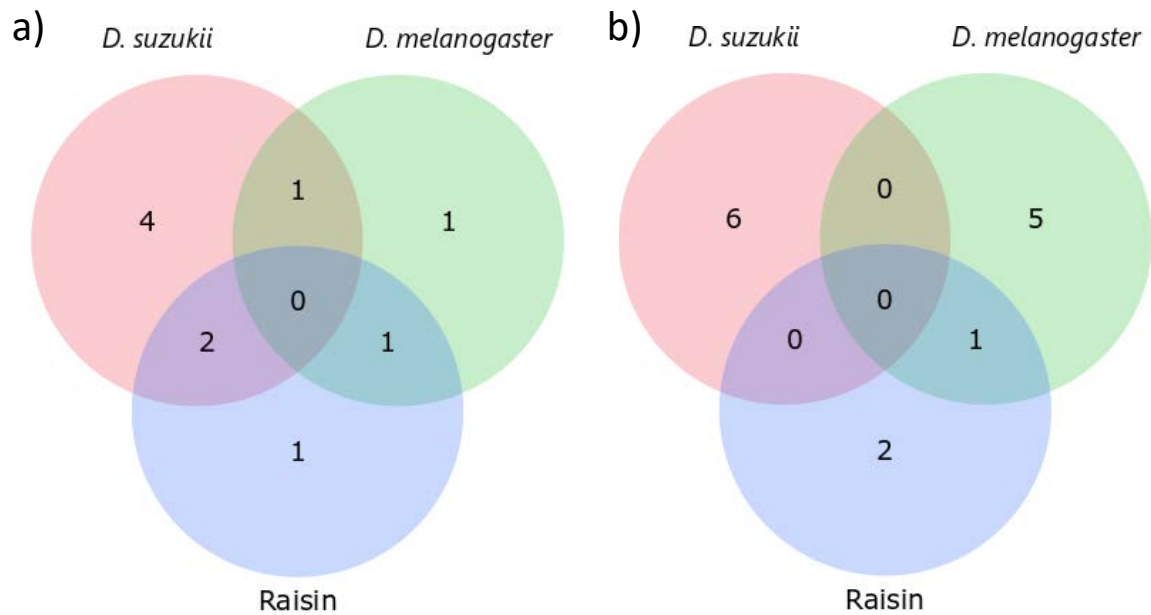 a)
D. suzukii D. melanogaster
4 1 1
0
2 1
1
Raisin
b)
D. suzukii D. melanogaster
6 0 5
0
0 1
2
Raisin